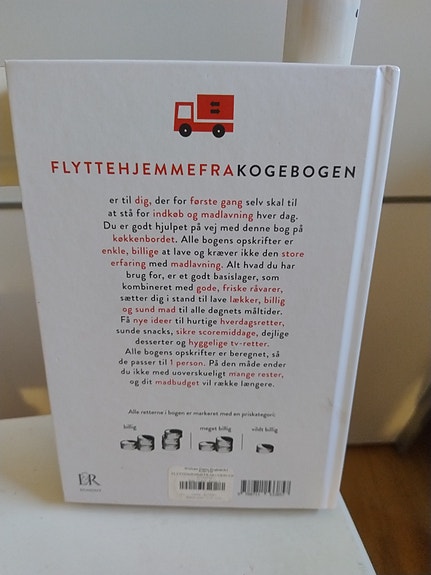 FLYTTEHJEMMEFRAKOGEBOGEN
er til dig, der for første gang selv skal til
at stå for indkøb og madlavning hver dag.
Du er godt hjulpet på vej med denne bog på
køkkenbordet. Alle bogens opskrifter er
enkle, billige at lave og kræver ikke den store
erfaring med madlavning. Alt hvad du har
brug for, er et godt basislager, som
kombineret med gode, friske råvarer,
sætter dig i stand til lave lækker, billig
og sund mad til alle døgnets måltider.
Få nye ideer til hurtige hverdagsretter,
sunde snacks, sikre scoremiddage, dejlige
desserter og hyggelige tv-retter.
Alle bogens opskrifter er beregnet, så
de passer til 1 person. På den måde ender
du ikke med uoverskueligt mange rester,
og dit madbudget vil række længere.
Alle retterne i bogen er markeret med en priskategori:
billig meget billig vildt billig